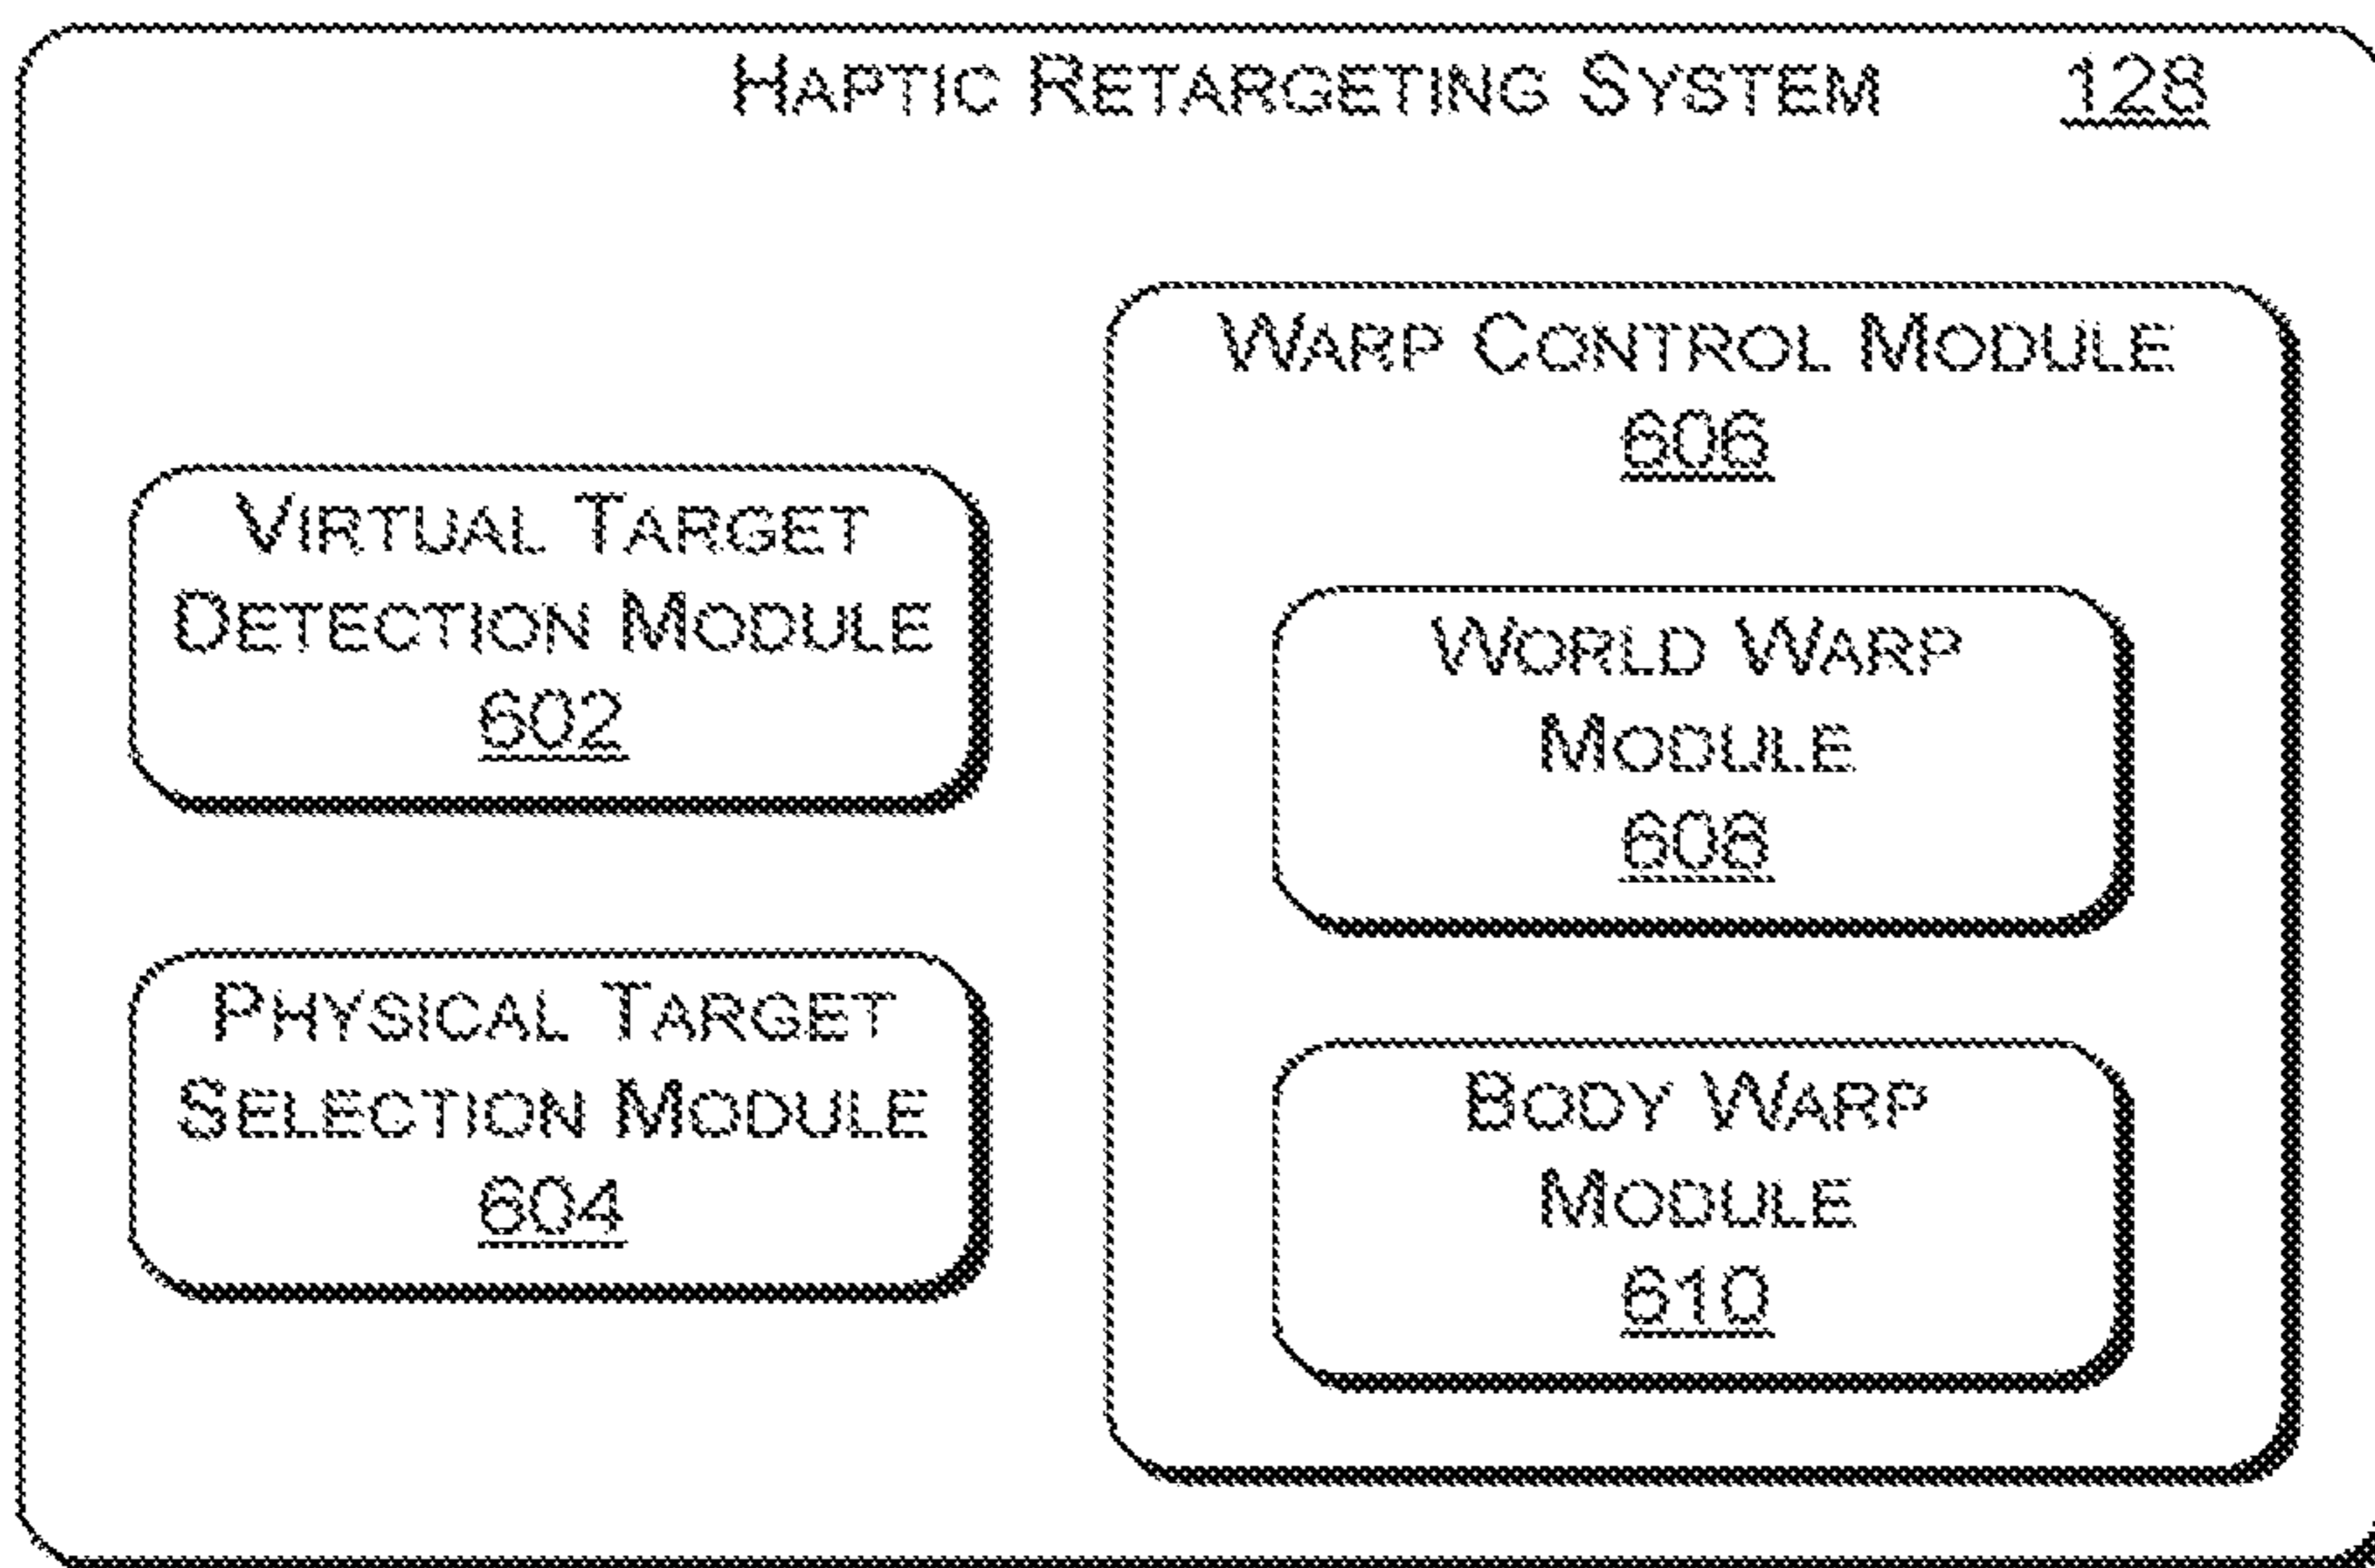 HAPTIC RETARGETING SYSTEM 128
VIRTUAL TARGET
DETECTION MODULE
602
PHYSICAL TARGET
SELECTION MODULE
604
WARP CONTROL MODULE
606
WORLD WARP
MODULE
608
BODY WARP
MODULE
610